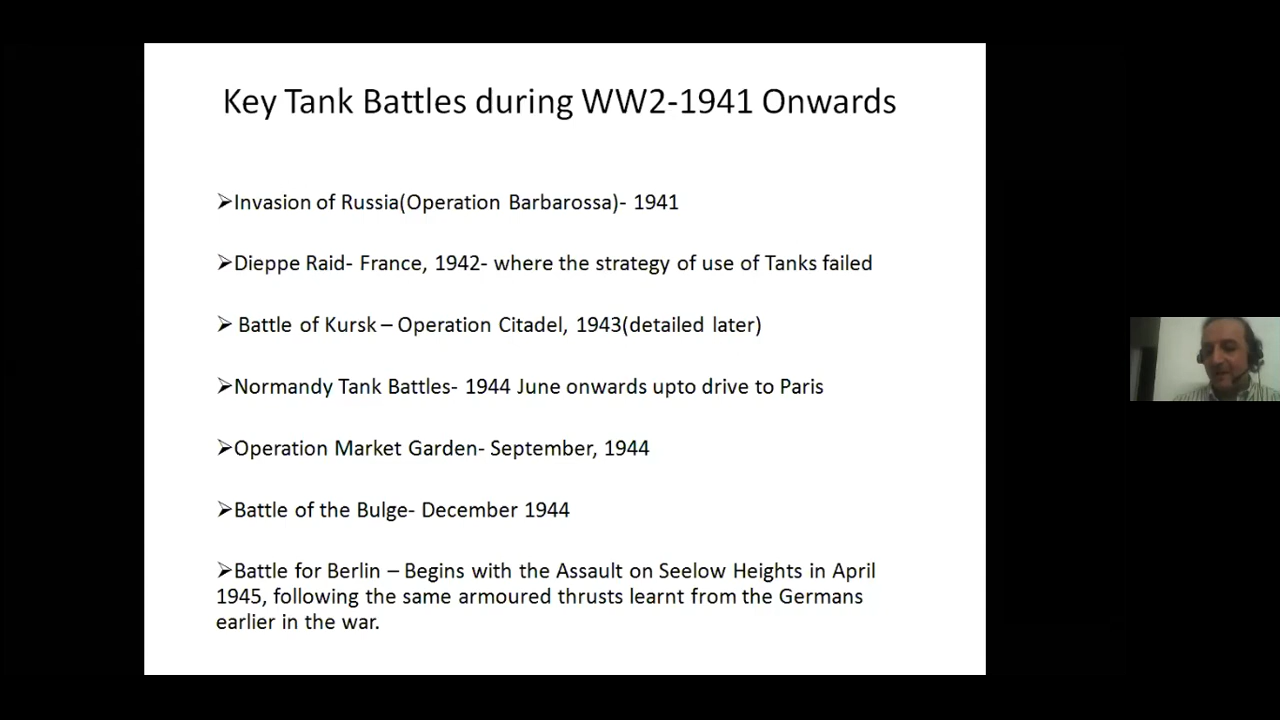 Key Tank Battles during WW2-1941 Onwards
➢Invasion of Russia(Operation Barbarossa)- 1941
➢Dieppe Raid- France, 1942- where the strategy of use of Tanks failed
➢ Battle of Kursk – Operation Citadel, 1943(detailed later)
➢Normandy Tank Battles- 1944 June onwards upto drive to Paris
➢Operation Market Garden- September, 1944
➢Battle of the Bulge- December 1944
➢Battle for Berlin – Begins with the Assault on Seelow Heights in April
1945, following the same armoured thrusts learnt from the Germans
earlier in the war.